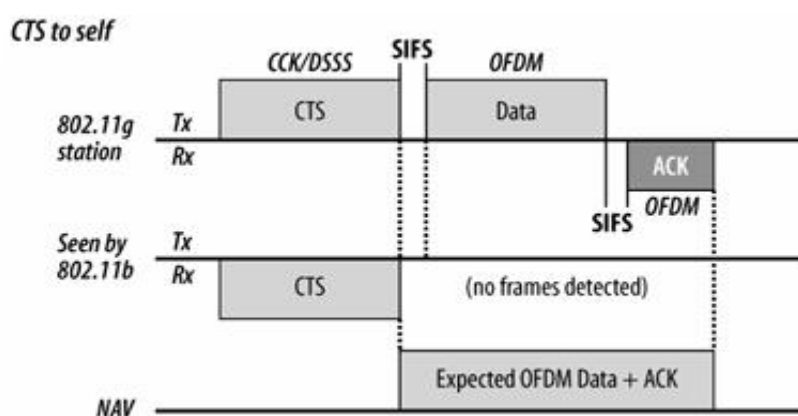 CTS to self
CCK/DSSS SIFS OFDM
802.11g station Tx CTS Data
Rx ACK
SIFS OFDM
Seen by 802.11b Tx
Rx CTS (no frames detected)
Expected OFDM Data + ACK
NAV